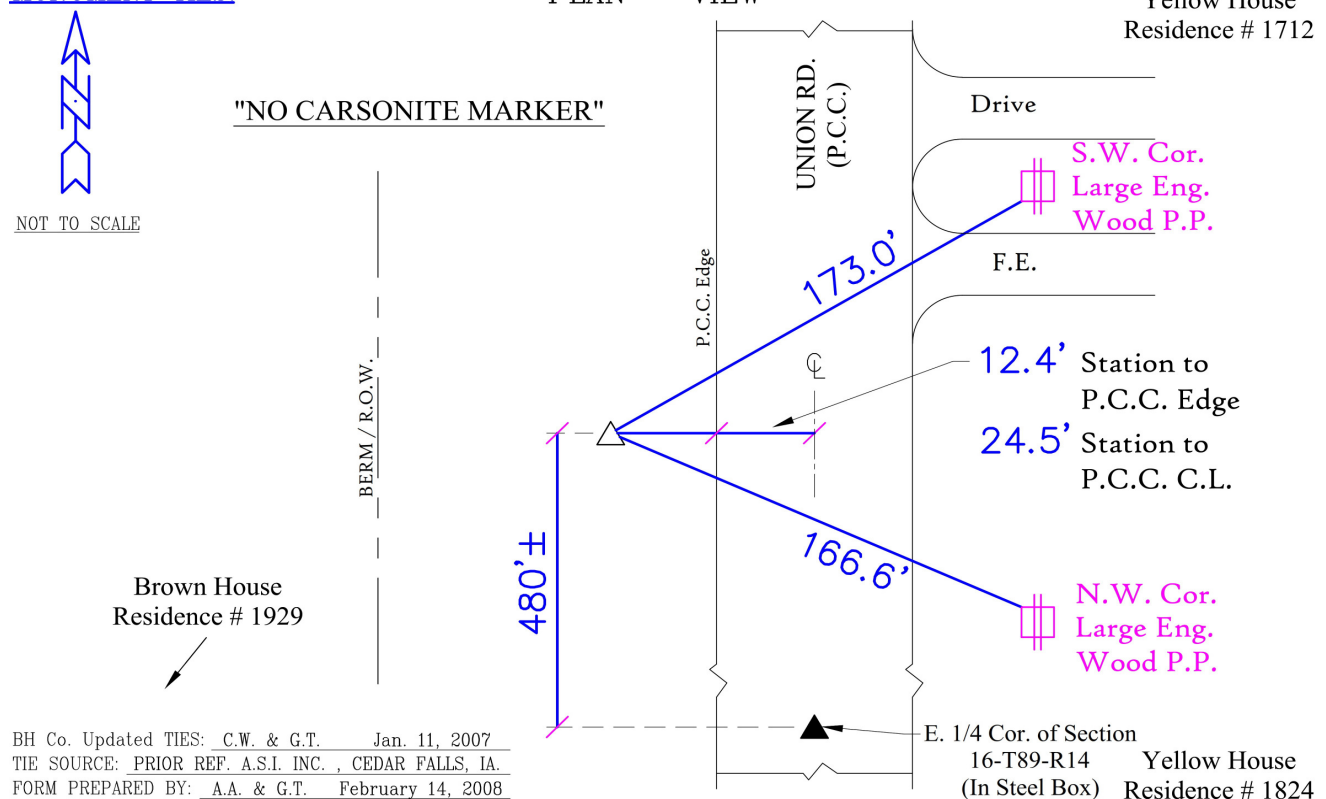 PLAN VIEW
Yellow House
Residence # 1712
"NO CARSONITE MARKER"
NOT TO SCALE
UNION RD.
(P.C.C.)
Drive
S.W. Cor.
Large Eng.
Wood P.P.
F.E.
P.C.C. Edge
173.0'
BERM / R.O.W.
℄
12.4' Station to
P.C.C. Edge
24.5' Station to
P.C.C. C.L.
480'±
166.6'
N.W. Cor.
Large Eng.
Wood P.P.
Brown House
Residence # 1929
E. 1/4 Cor. of Section
16-T89-R14
(In Steel Box)
Yellow House
Residence # 1824
BH Co. Updated TIES: C.W. & G.T. Jan. 11, 2007
TIE SOURCE: PRIOR REF. A.S.I. INC. , CEDAR FALLS, IA.
FORM PREPARED BY: A.A. & G.T. February 14, 2008